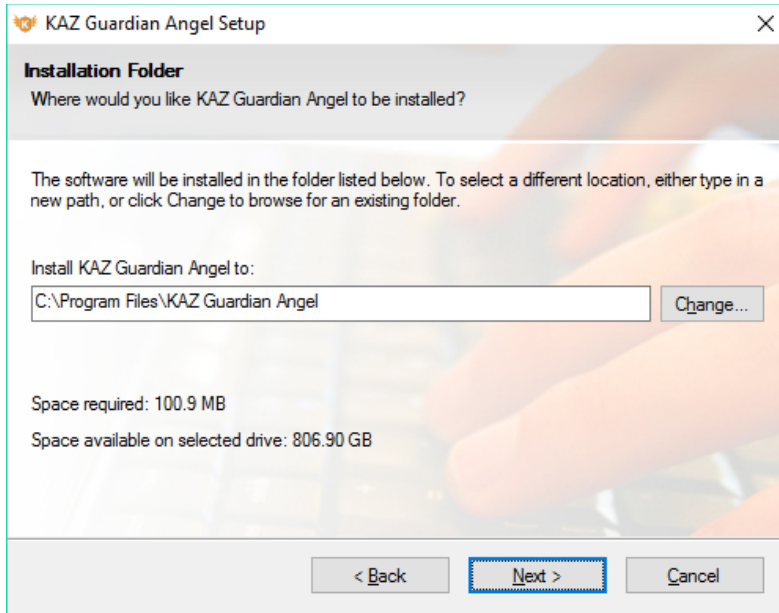 KAZ Guardian Angel Setup
Installation Folder
Where would you like KAZ Guardian Angel to be installed?
The software will be installed in the folder listed below. To select a different location, either type in a
new path, or click Change to browse for an existing folder.
Install KAZ Guardian Angel to:
C:\Program Files\KAZ Guardian Angel
Change...
Space required: 100.9 MB
Space available on selected drive: 806.90 GB
< Back
Next >
Cancel